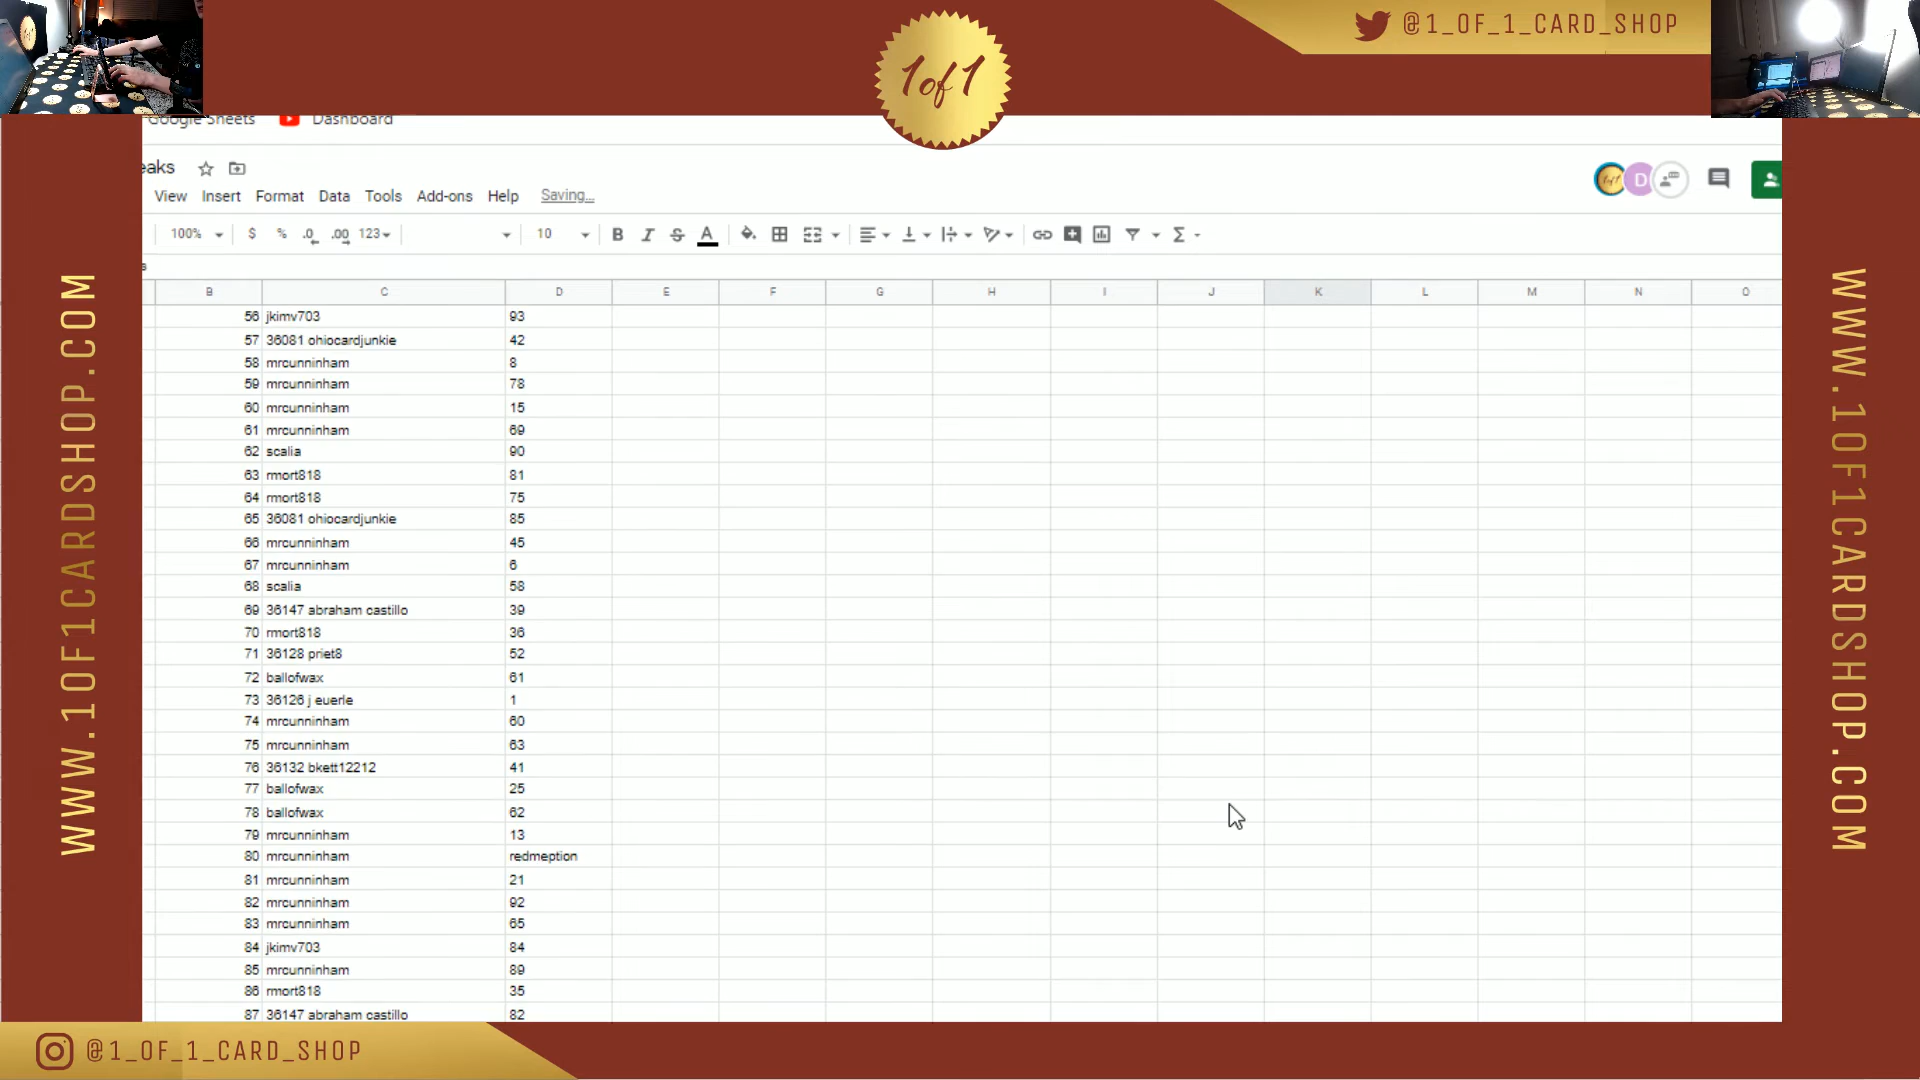 @1_OF_1_CARD_SHOP
1 of 1
Google Sheets Dashboard
eaks
View Insert Format Data Tools Add-ons Help Saving...
D
100% $ % .0 .00 123 10 B I S A Σ
B C D E F G H I J K L M N O
56 jkimv703 93
57 36081 ohiocardjunkie 42
58 mrcunninham 8
59 mrcunninham 78
60 mrcunninham 15
61 mrcunninham 69
62 scalia 90
63 rmort818 81
64 rmort818 75
65 36081 ohiocardjunkie 85
66 mrcunninham 45
67 mrcunninham 6
68 scalia 58
69 36147 abraham castillo 39
70 rmort818 36
71 36128 priet8 52
72 ballofwax 61
73 36126 j euerle 1
74 mrcunninham 60
75 mrcunninham 63
76 36132 bkett12212 41
77 ballofwax 25
78 ballofwax 62
79 mrcunninham 13
80 mrcunninham redmeption
81 mrcunninham 21
82 mrcunninham 92
83 mrcunninham 65
84 jkimv703 84
85 mrcunninham 89
86 rmort818 35
87 36147 abraham castillo 82
WWW.1OF1CARDSHOP.COM
WWW.1OF1CARDSHOP.COM
@1_OF_1_CARD_SHOP